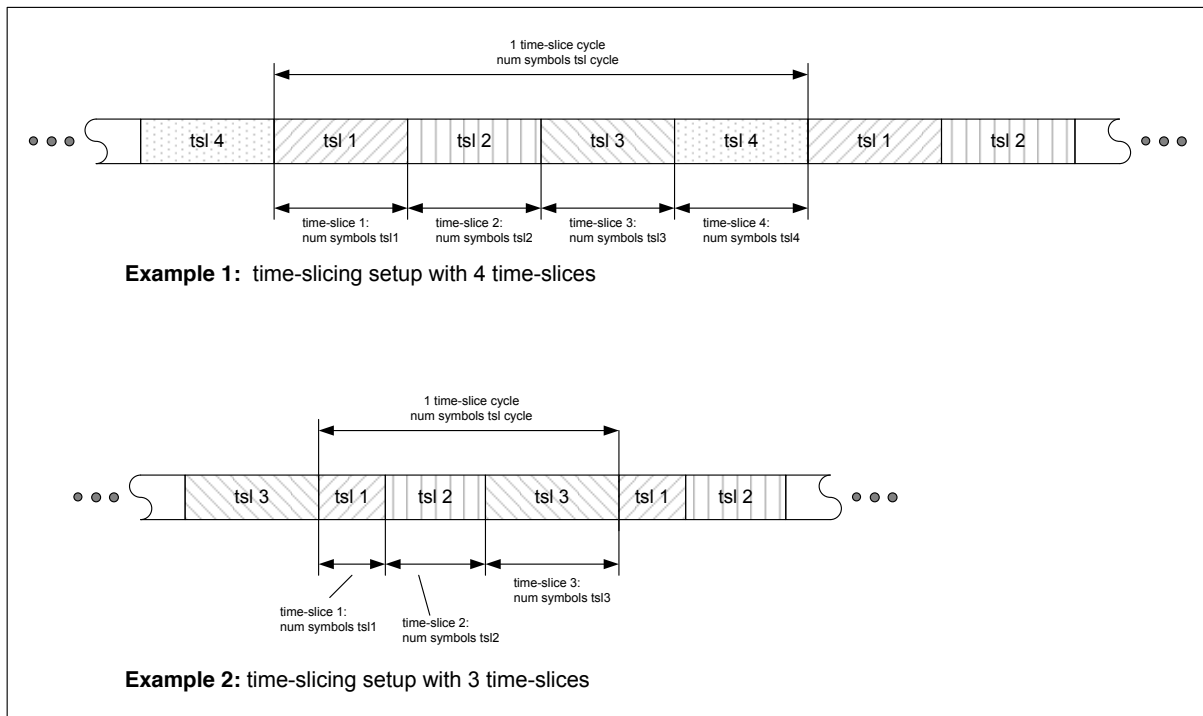 1 time-slice cycle
num symbols tsl cycle
tsl 4
tsl 1
tsl 2
tsl 3
tsl 4
tsl 1
tsl 2
time-slice 1:
num symbols tsl1
time-slice 2:
num symbols tsl2
time-slice 3:
num symbols tsl3
time-slice 4:
num symbols tsl4
Example 1: time-slicing setup with 4 time-slices
1 time-slice cycle
num symbols tsl cycle
tsl 3
tsl 1
tsl 2
tsl 3
tsl 1
tsl 2
time-slice 1:
num symbols tsl1
time-slice 2:
num symbols tsl2
time-slice 3:
num symbols tsl3
Example 2: time-slicing setup with 3 time-slices